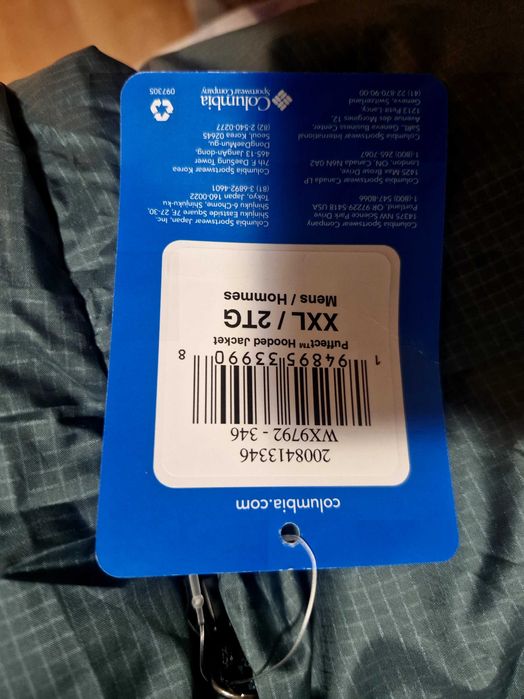 columbia.com
2008413346
WX9792 - 346
1 94895 33990 8
Puffect™ Hooded Jacket
XXL / 2TG
Mens / Hommes
Columbia Sportswear Company
14375 NW Science Park Drive
Portland, OR 97229-5418 USA
1-(800) 547-8066
Columbia Sportswear Canada LP
1425 Max Brose Drive,
London, ON, Canada N6N 0A2
1-(800) 265-7067
Columbia Sportswear International
Sàrl, Geneva Business Center,
Avenue des Morgines 12,
1213 Petit-Lancy,
Geneva, Switzerland
(41) 22-870-90-00
Columbia Sportswear Japan, Inc.
Shinjuku Eastside Square 7E, 27-30,
Shinjuku 6-Chome, Shinjuku-ku,
Tokyo, Japan 160-0022
(81) 3-6892-4601
Columbia Sportswear Korea
7th F, DaeSung Tower
465-13 JangAn-dong,
DongDaeMun-gu,
Seoul, Korea 02645
(82) 2-540-0277
Columbia
Sportswear Company
097305